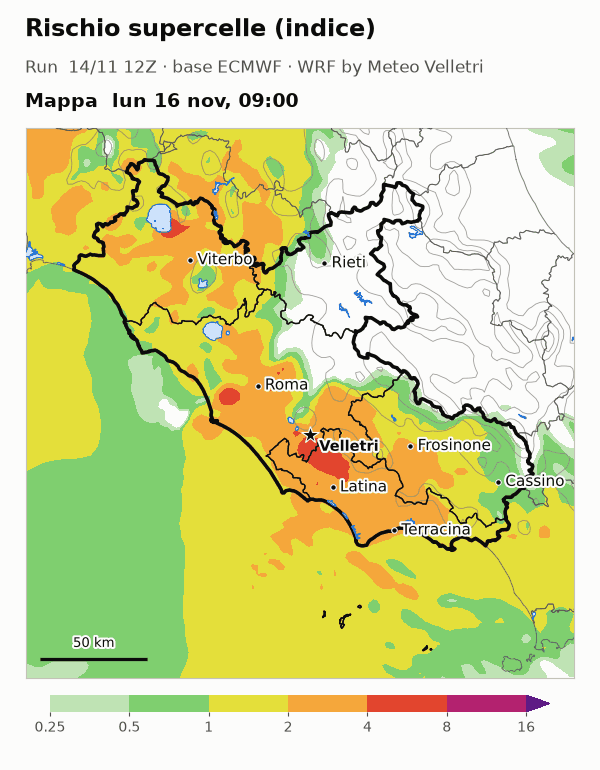 Rischio supercelle (indice)
Run  14/11 12Z · base ECMWF · WRF by Meteo Velletri
Mappa  lun 16 nov, 09:00
Viterbo
Rieti
Roma
Velletri
Frosinone
Cassino
Latina
Terracina
50 km
0.25 0.5 1 2 4 8 16